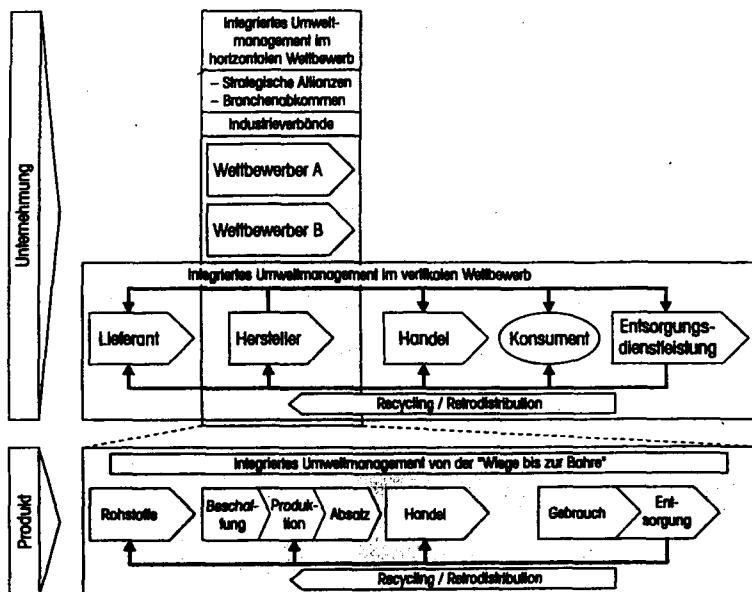 Integriertes Umwelt-
management im
horizontalen Wettbewerb
– Strategische Allianzen
– Branchenabkommen
Industrieverbände
Wettbewerber A
Wettbewerber B
Unternehmung
Integriertes Umweltmanagement im vertikalen Wettbewerb
Lieferant
Hersteller
Handel
Konsument
Entsorgungs-
dienstleistung
Recycling / Retrodistribution
Produkt
Integriertes Umweltmanagement von der "Wiege bis zur Bahre"
Rohstoffe
Beschaf-
fung
Produk-
tion
Absatz
Handel
Gebrauch
Ent-
sorgung
Recycling / Retrodistribution